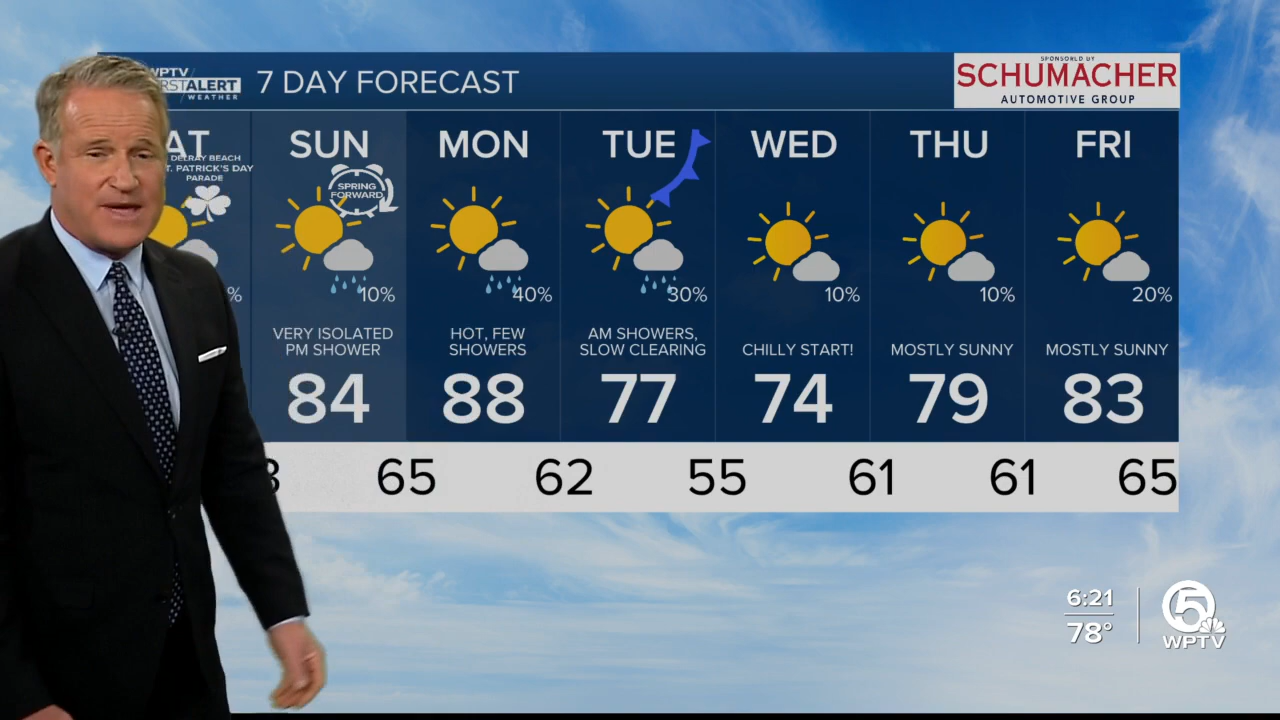 WPTV
RSTALERT
WEATHER
7 DAY FORECAST
SPONSORED BY
SCHUMACHER
AUTOMOTIVE GROUP
AT
DELRAY BEACH
T. PATRICK'S DAY
PARADE
%
SUN
SPRING
FORWARD
10%
VERY ISOLATED
PM SHOWER
84
MON
40%
HOT, FEW
SHOWERS
88
TUE
30%
AM SHOWERS,
SLOW CLEARING
77
WED
10%
CHILLY START!
74
THU
10%
MOSTLY SUNNY
79
FRI
20%
MOSTLY SUNNY
83
65 62 55 61 61 65
6:21
78°
5
WPTV